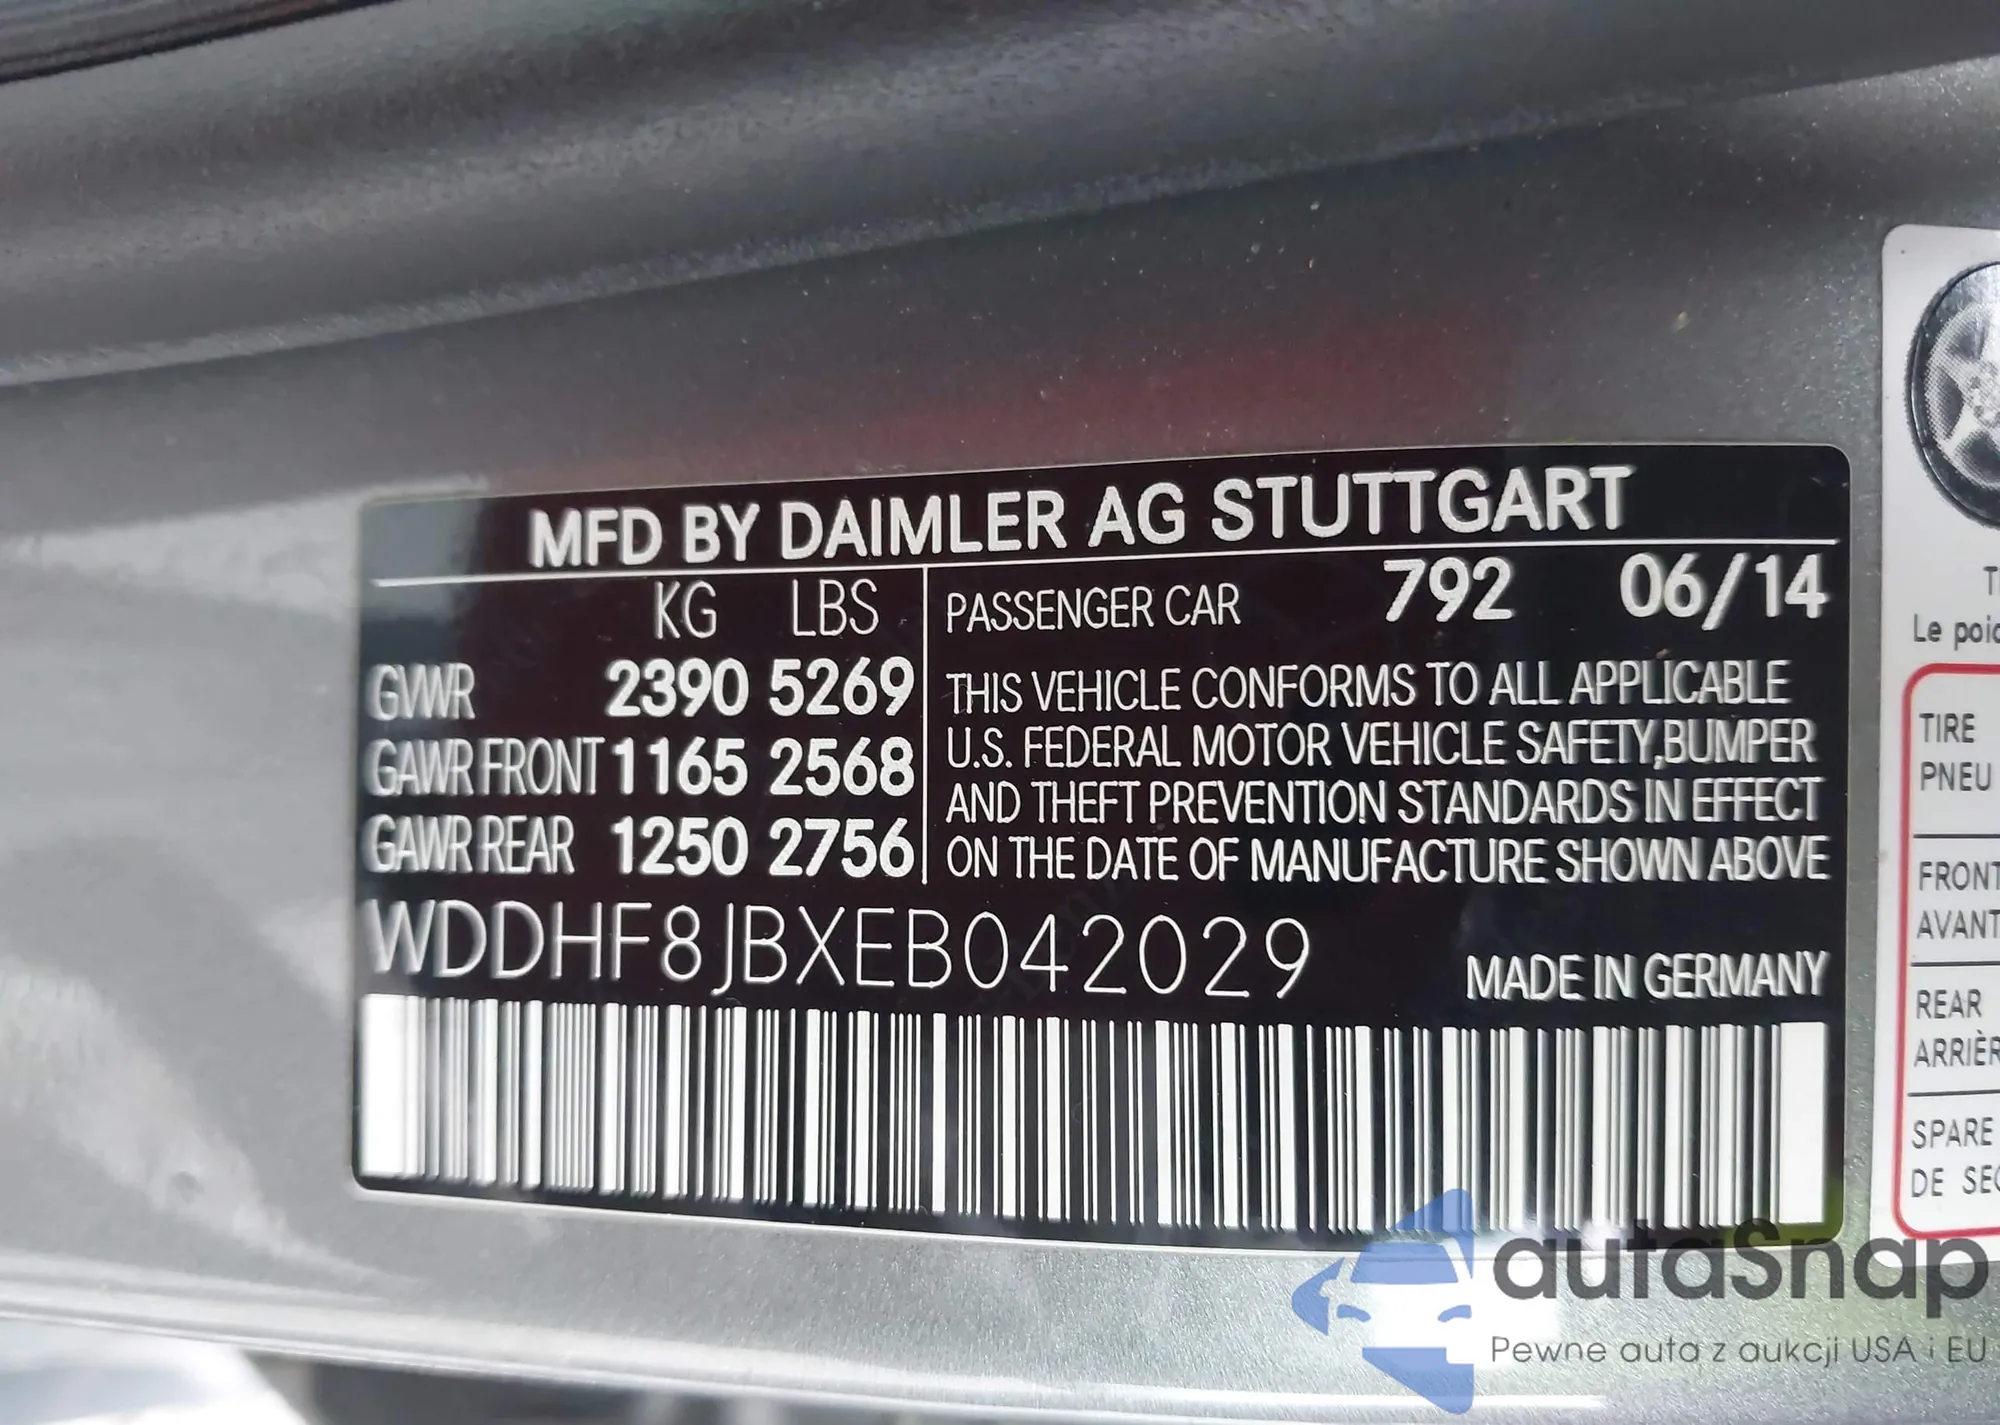 MFD BY DAIMLER AG STUTTGART
KG LBS
GVWR 2390 5269
GAWR FRONT 1165 2568
GAWR REAR 1250 2756
PASSENGER CAR 792 06/14
THIS VEHICLE CONFORMS TO ALL APPLICABLE
U.S. FEDERAL MOTOR VEHICLE SAFETY,BUMPER
AND THEFT PREVENTION STANDARDS IN EFFECT
ON THE DATE OF MANUFACTURE SHOWN ABOVE
WDDHF8JBXEB042029
MADE IN GERMANY
Le
TIRE
PNEU
FRONT
AVANT
REAR
SPARE
DE
autaSnap
Pewne auta z aukcji USA i EU